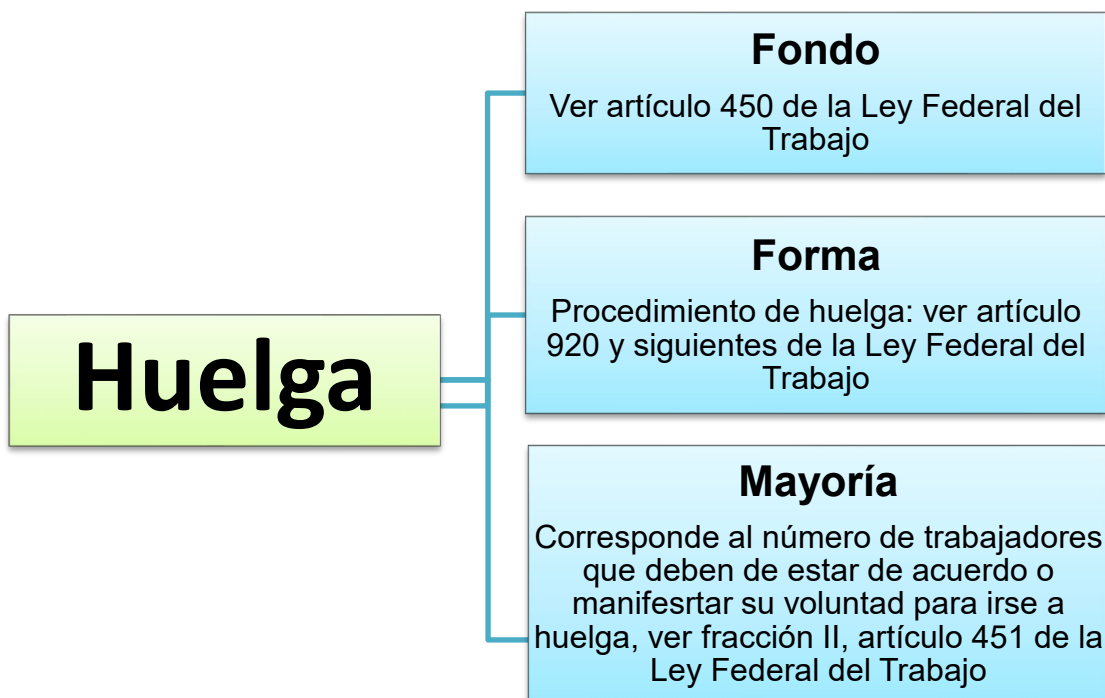 Huelga
Fondo
Ver artículo 450 de la Ley Federal del
Trabajo
Forma
Procedimiento de huelga: ver artículo
920 y siguientes de la Ley Federal del
Trabajo
Mayoría
Corresponde al número de trabajadores
que deben de estar de acuerdo o
manifesrtar su voluntad para irse a
huelga, ver fracción II, artículo 451 de la
Ley Federal del Trabajo